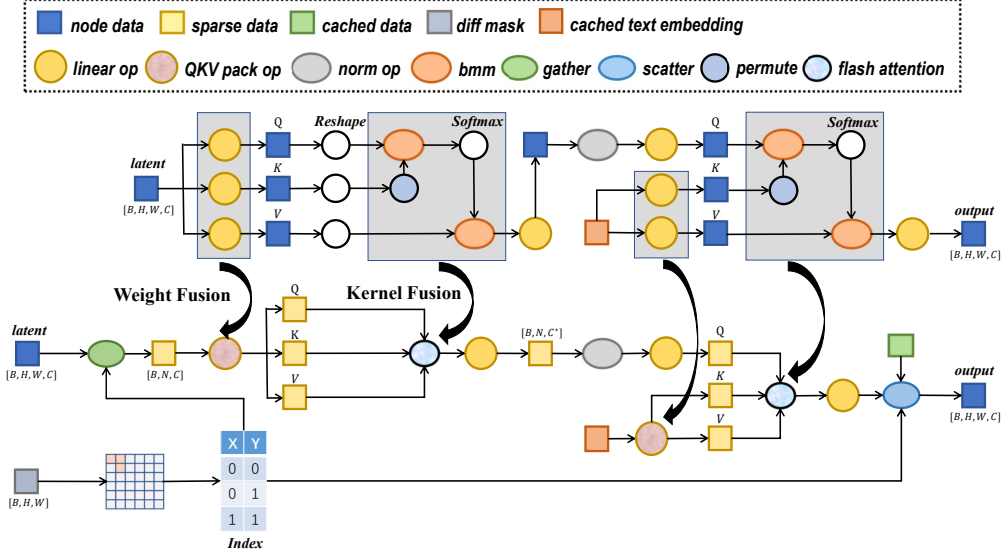 node data sparse data cached data diff mask cached text embedding
linear op QKV pack op norm op bmm gather scatter permute flash attention
Q Reshape Softmax Q Softmax
latent K K
[B,H,W,C] V V output
[B,H,W,C]
Weight Fusion Kernel Fusion
Q
latent K [B,N,C*] Q output
[B,H,W,C] [B,N,C] V K [B,H,W,C]
V
X Y
0 0
[B,H,W] 0 1
1 1
Index